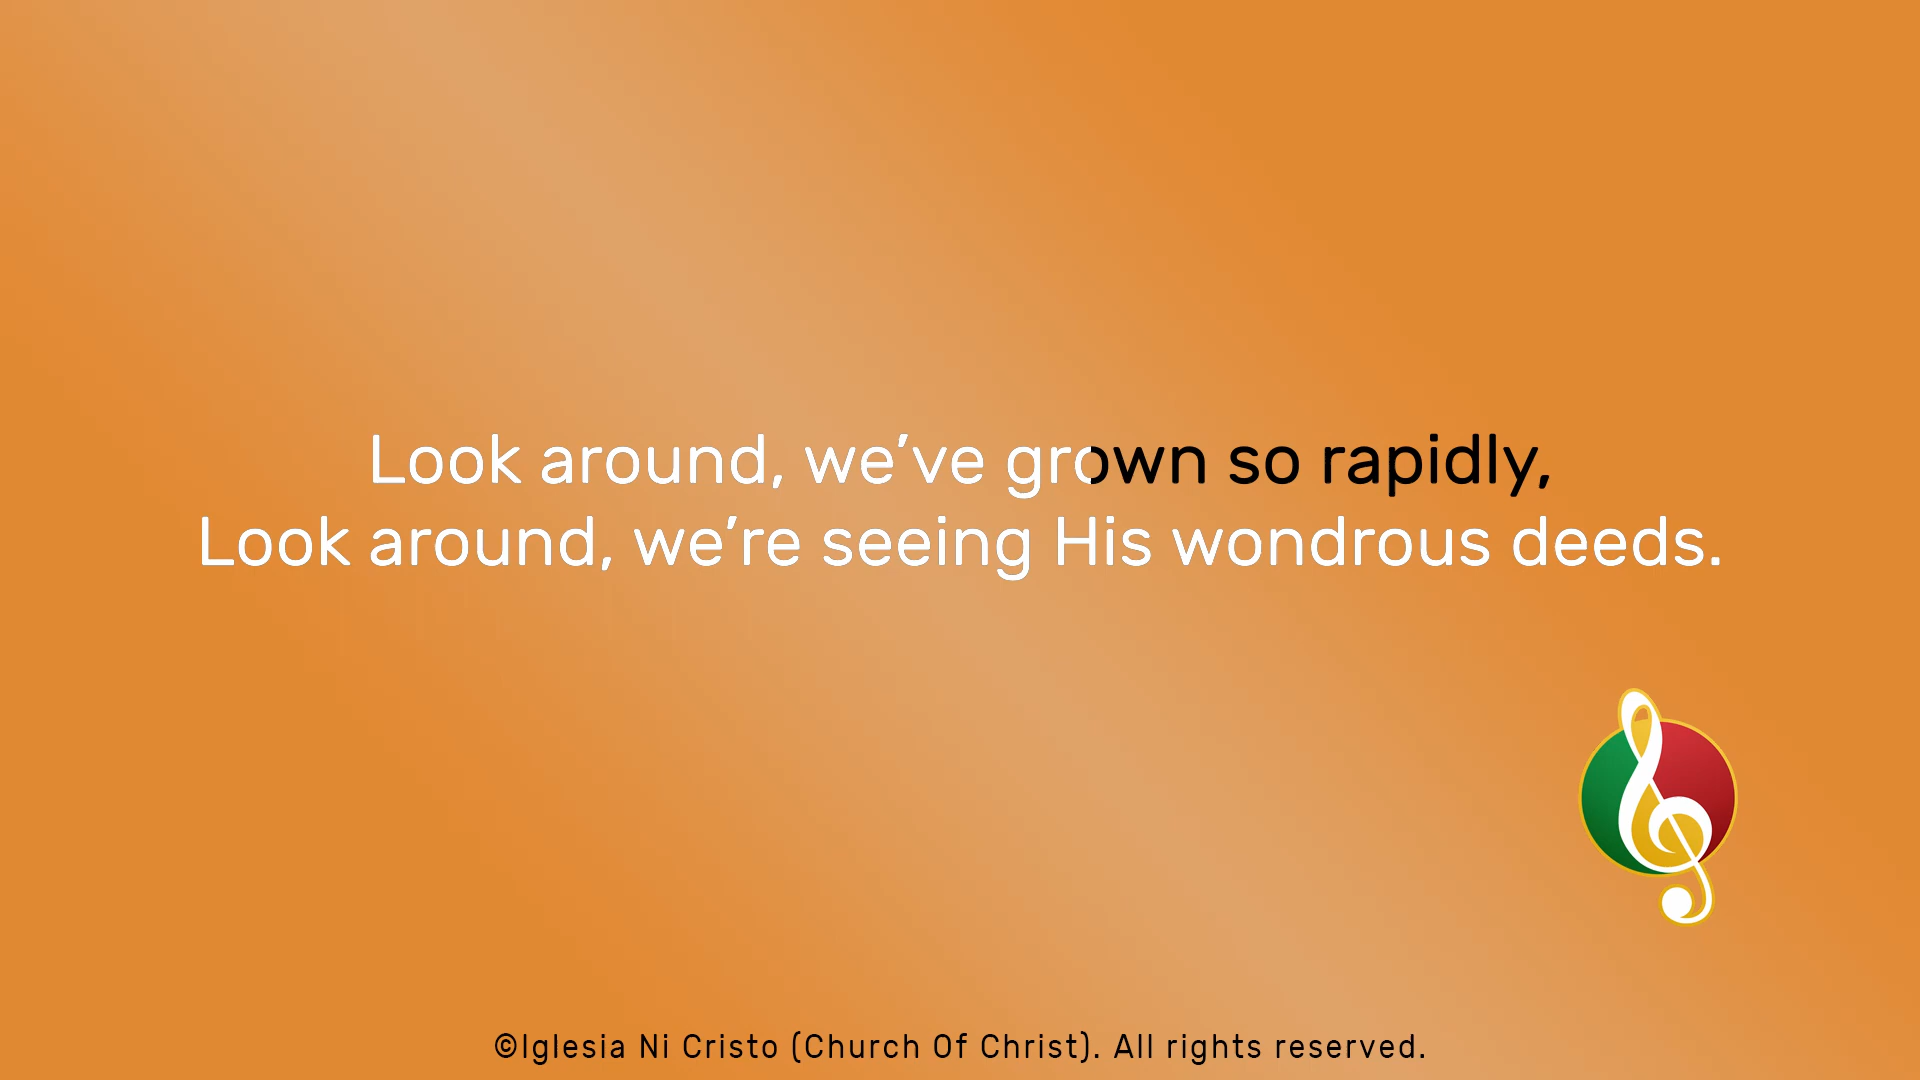 Look around, we’ve grown so rapidly,
Look around, we’re seeing His wondrous deeds.
©Iglesia Ni Cristo (Church Of Christ). All rights reserved.